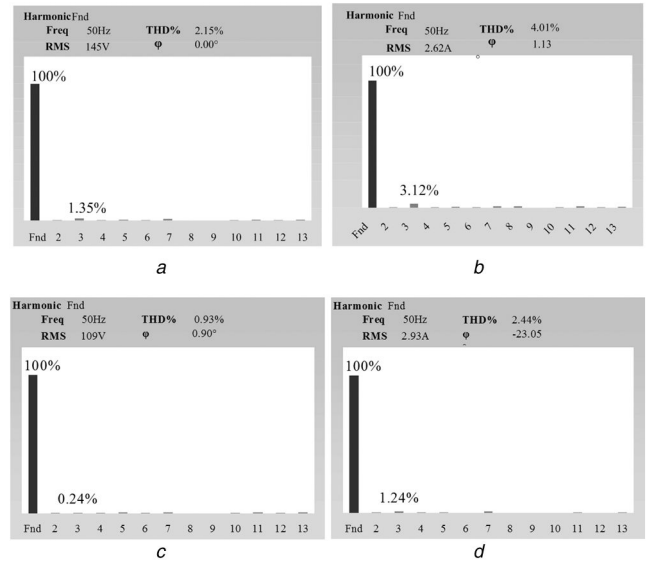 HarmonicFnd
Freq 50Hz THD% 2.15%
RMS 145V φ 0.00°
100%
1.35%
Fnd 2 3 4 5 6 7 8 9 10 11 12 13
a
Harmonic Fnd
Freq 50Hz THD% 4.01%
RMS 2.62A φ 1.13
°
100%
3.12%
Fnd 2 3 4 5 6 7 8 9 10 11 12 13
b
Harmonic Fnd
Freq 50Hz THD% 0.93%
RMS 109V φ 0.90°
100%
0.24%
Fnd 2 3 4 5 6 7 8 9 10 11 12 13
c
Harmonic Fnd
Freq 50Hz THD% 2.44%
RMS 2.93A φ -23.05
100%
1.24%
Fnd 2 3 4 5 6 7 8 9 10 11 12 13
d